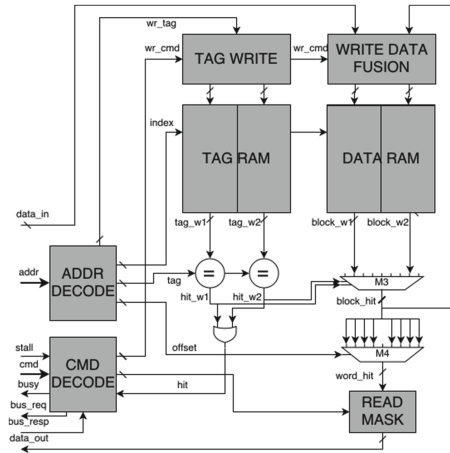 wr_tag
wr_cmd
TAG WRITE
wr_cmd
WRITE DATA
FUSION
index
TAG RAM
DATA RAM
data_in
tag_w1
tag_w2
block_w1
block_w2
addr
ADDR
DECODE
tag
=
=
M3
hit_w1
hit_w2
block_hit
stall
offset
M4
cmd
CMD
DECODE
word_hit
busy
hit
bus_req
READ
MASK
bus_resp
data_out